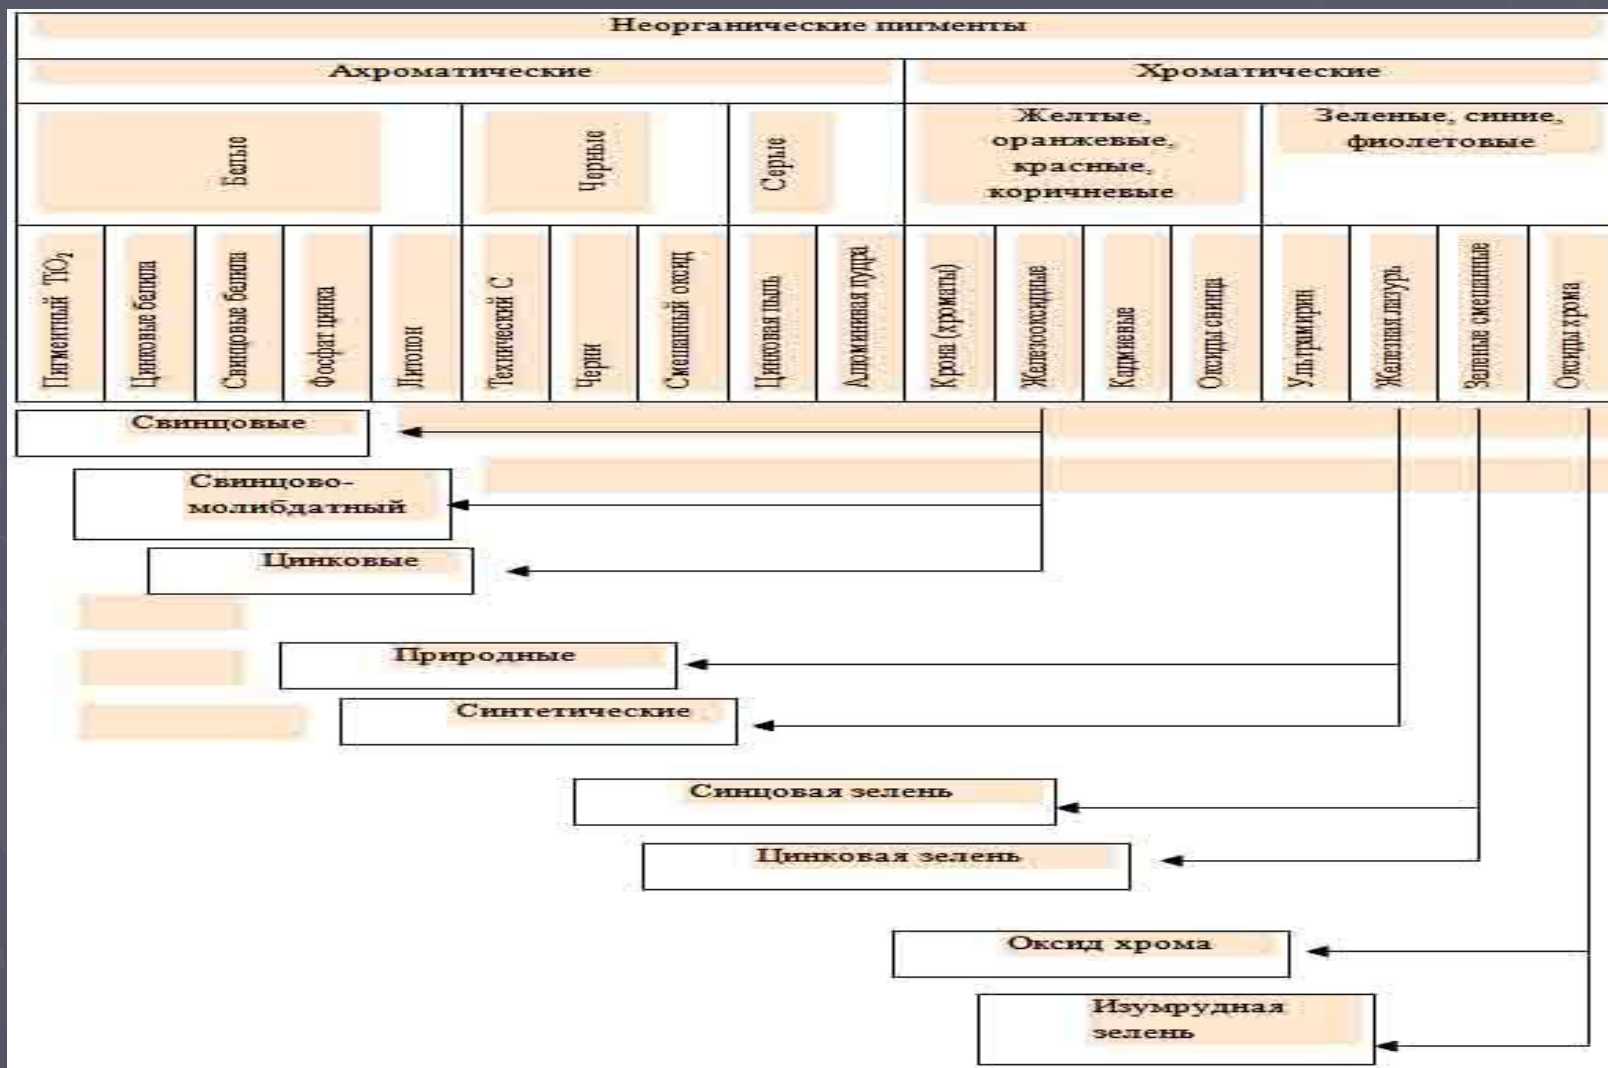 Неорганические пигменты
Ахроматические
Хроматические
Белые
Черные
Серые
Желтые,
оранжевые,
красные,
коричневые
Зеленые, синие,
фиолетовые
Пигментный TiO₂
Цинковые белила
Свинцовые белила
Фосфат цинка
Литопон
Технический С
Черни
Смешанный оксид
Цинковая пыль
Алюминиевая пудра
Крона (хроматы)
Железооксидные
Кадмиевые
Оксиды свинца
Ультрамирин
Железная лазурь
Зеленые смешанные
Оксиды хрома
Свинцовые
Свинцово-
молибдатный
Цинковые
Природные
Синтетические
Синцовая зелень
Цинковая зелень
Оксид хрома
Изумрудная
зелень